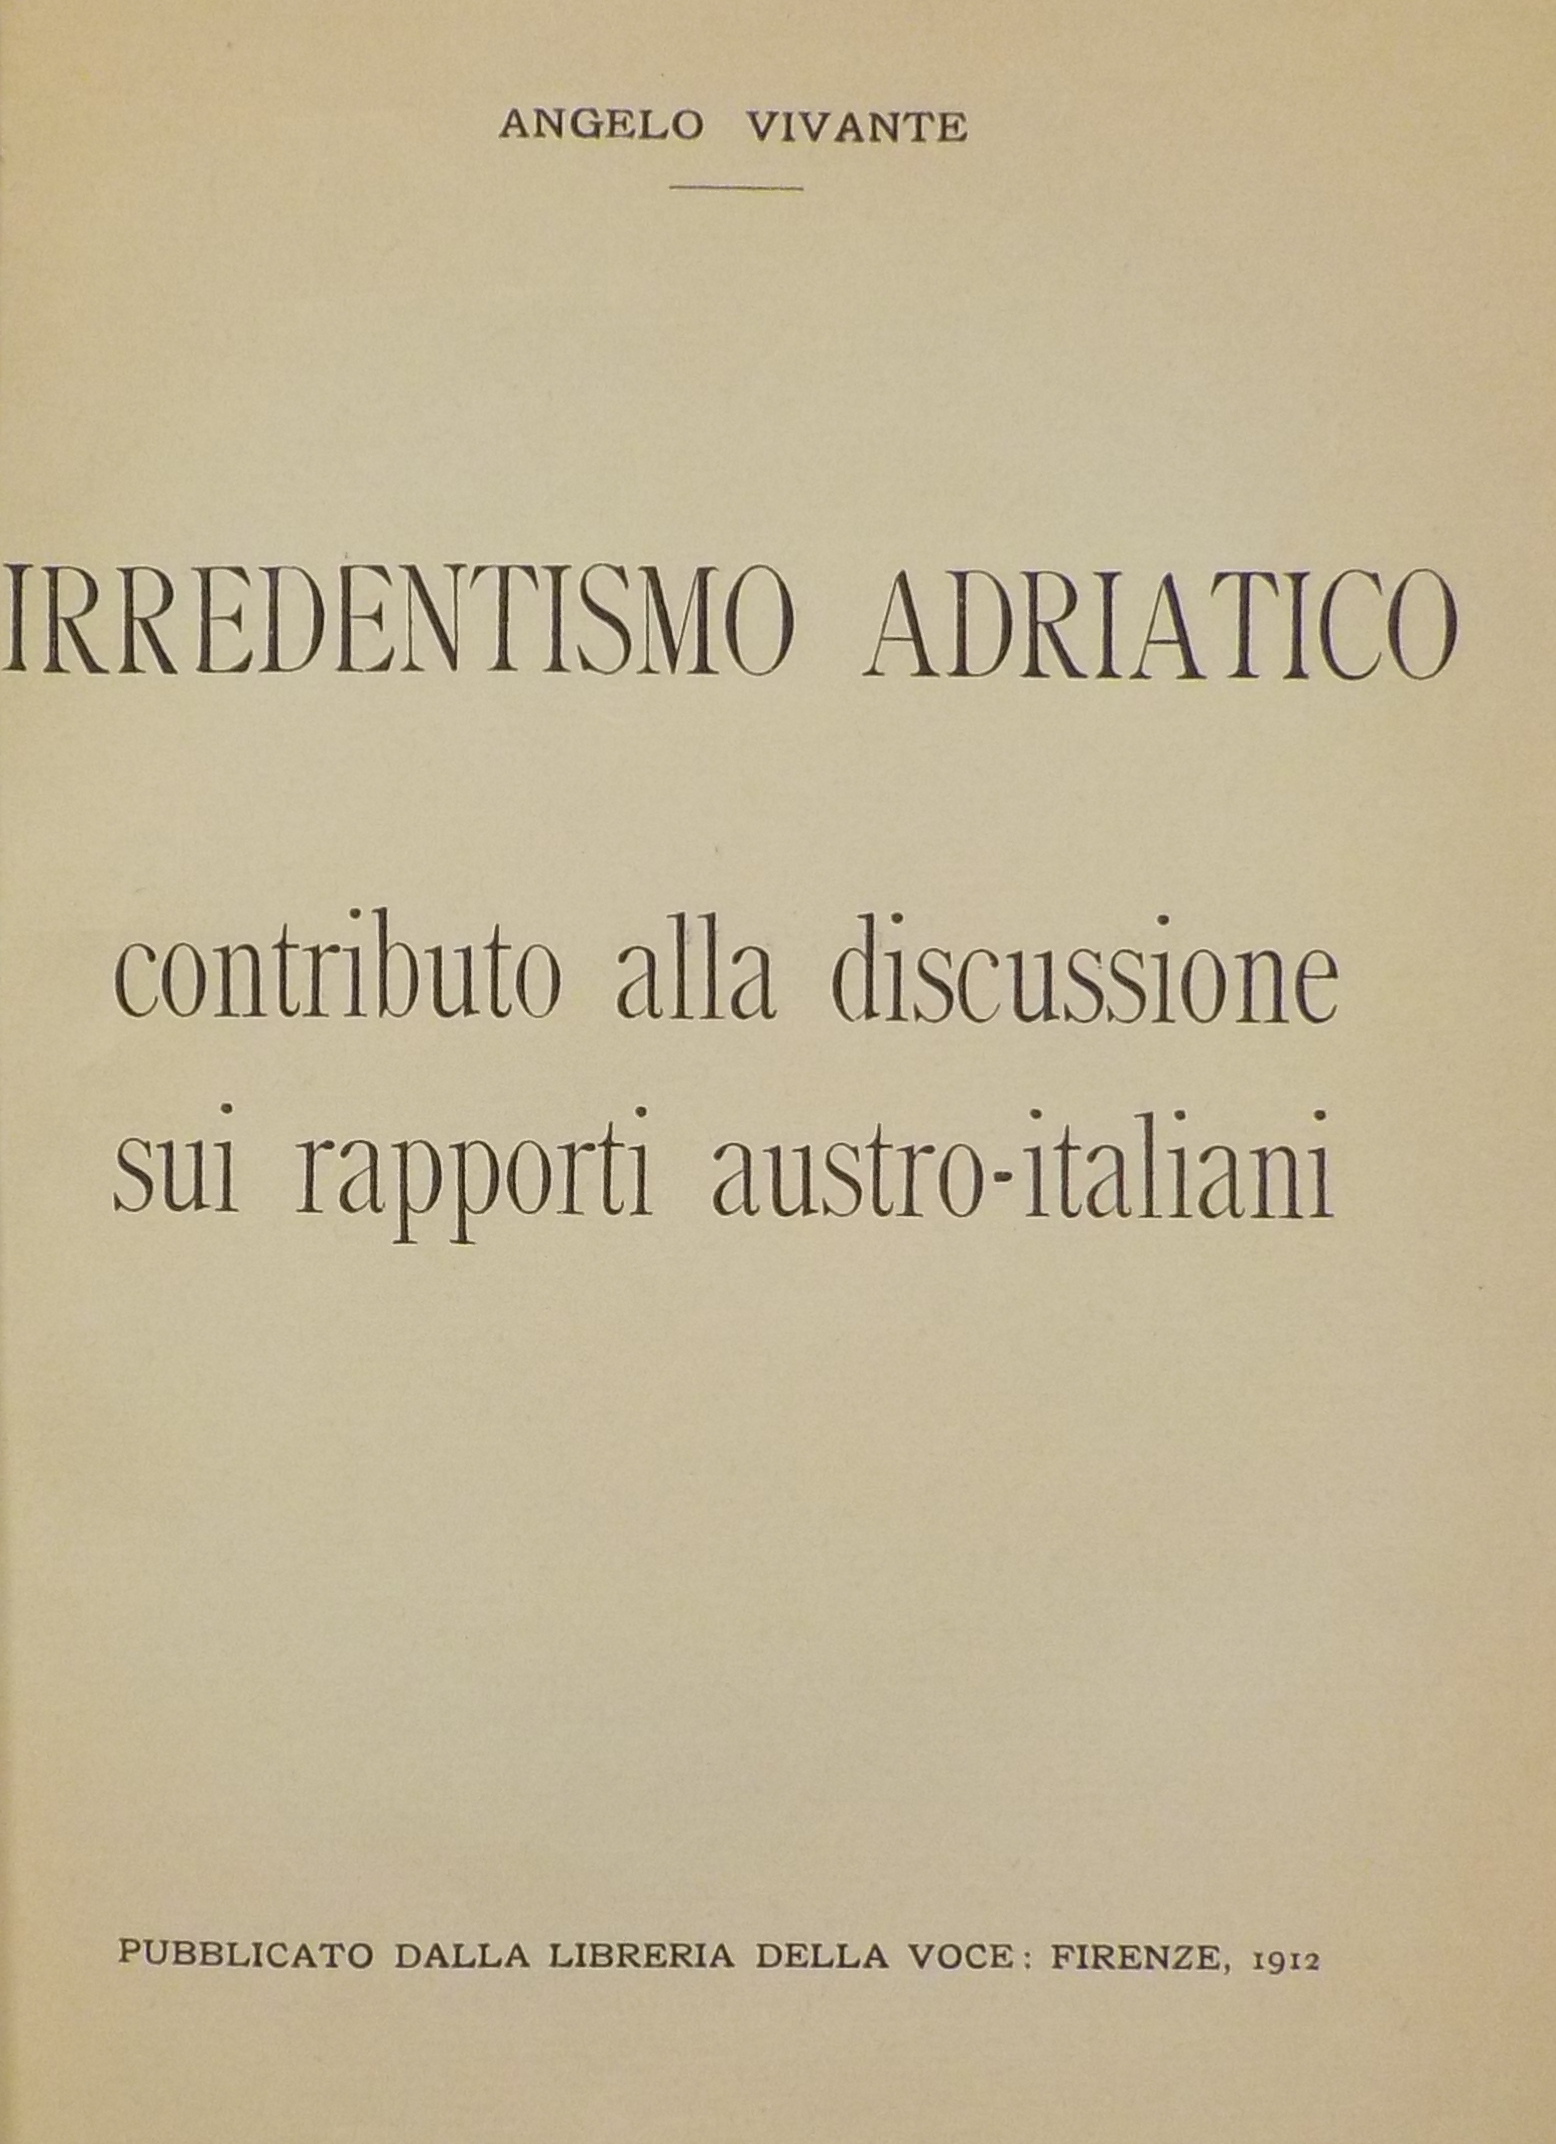 ANGELO VIVANTE
IRREDENTISMO ADRIATICO
contributo alla discussione
sui rapporti austro-italiani
PUBBLICATO DALLA LIBRERIA DELLA VOCE: FIRENZE, 1912